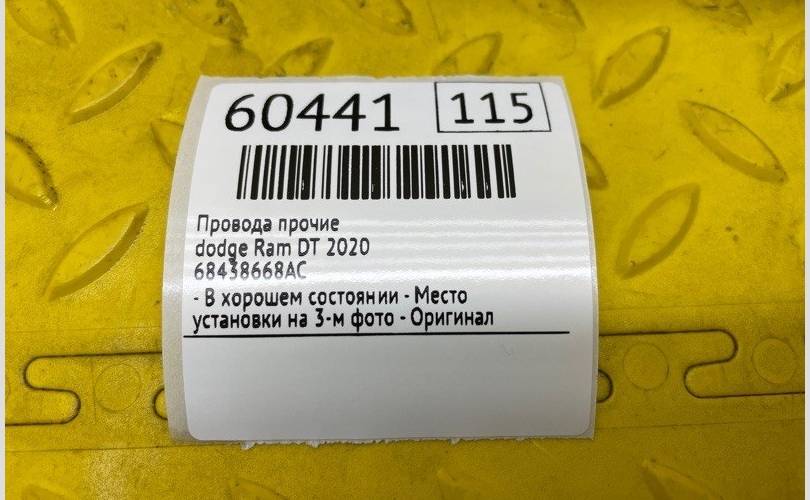 60441 115
Провода прочие
dodge Ram DT 2020
68438668AC
- В хорошем состоянии - Место
установки на 3-м фото - Оригинал